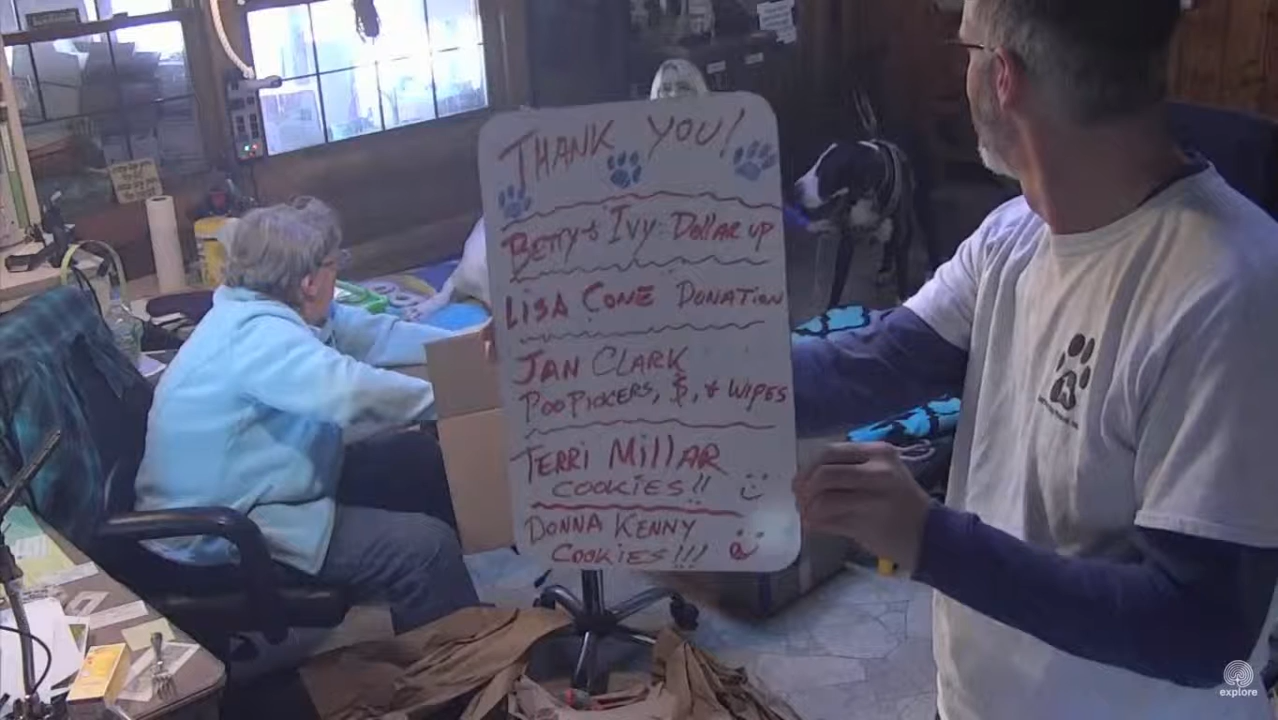 THANK YOU!
BETTY & IVY: DOLLAR UP
LISA CONE DONATION
JAN CLARK
POOPICKERS, $, & WIPES
TERRI MILLAR
COOKIES!!
DONNA KENNY
COOKIES!!!
explore